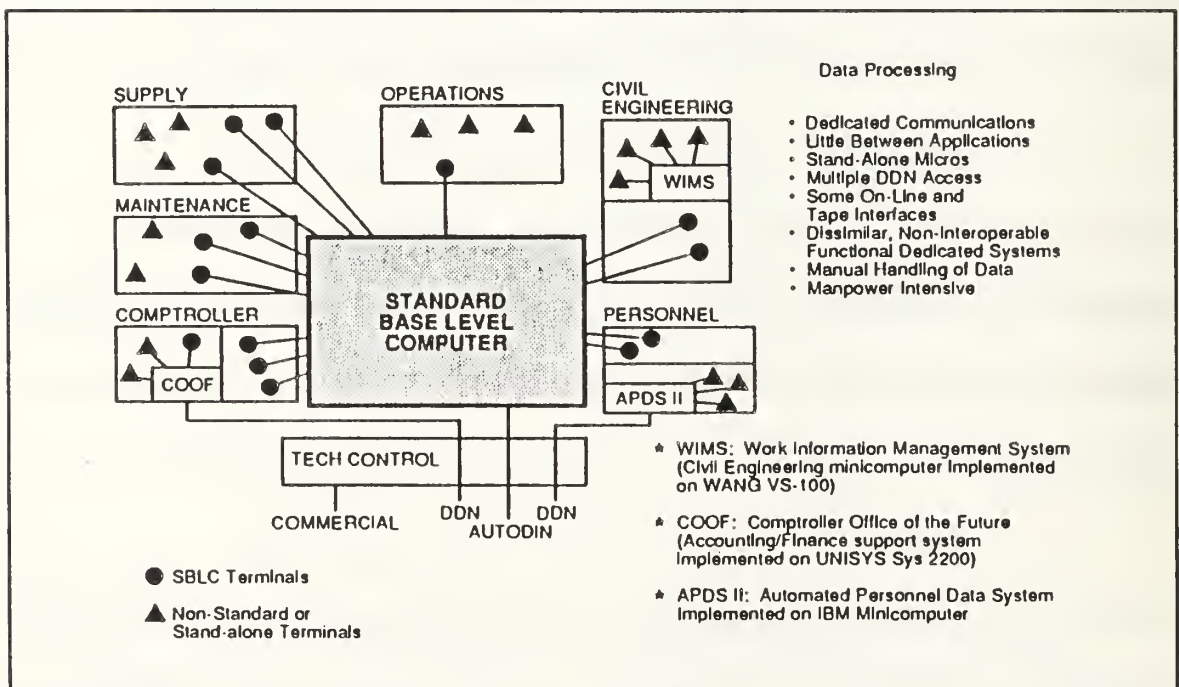 SUPPLY
OPERATIONS
CIVIL
ENGINEERING
WIMS
MAINTENANCE
STANDARD
BASE LEVEL
COMPUTER
COMPTROLLER
COOF
PERSONNEL
APDS II
TECH CONTROL
COMMERCIAL
DDN
AUTODIN
DDN
● SBLC Terminals
▲ Non-Standard or
Stand-alone Terminals
Data Processing
• Dedicated Communications
• Little Between Applications
• Stand-Alone Micros
• Multiple DDN Access
• Some On-Line and
Tape Interfaces
• Dissimilar, Non-Interoperable
Functional Dedicated Systems
• Manual Handling of Data
• Manpower Intensive
* WIMS: Work Information Management System
(Civil Engineering minicomputer Implemented
on WANG VS-100)
* COOF: Comptroller Office of the Future
(Accounting/Finance support system
Implemented on UNISYS Sys 2200)
* APDS II: Automated Personnel Data System
Implemented on IBM Minicomputer